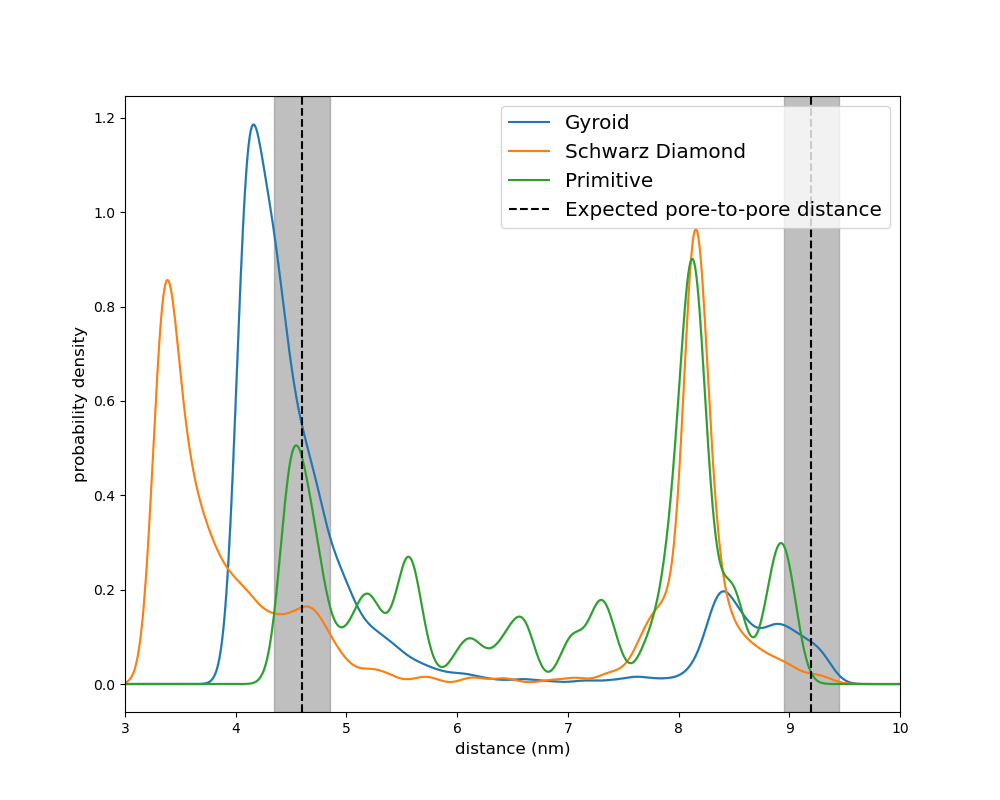 Gyroid
Schwarz Diamond
Primitive
Expected pore-to-pore distance
probability density
1.2
1.0
0.8
0.6
0.4
0.2
0.0
3 4 5 6 7 8 9 10
distance (nm)